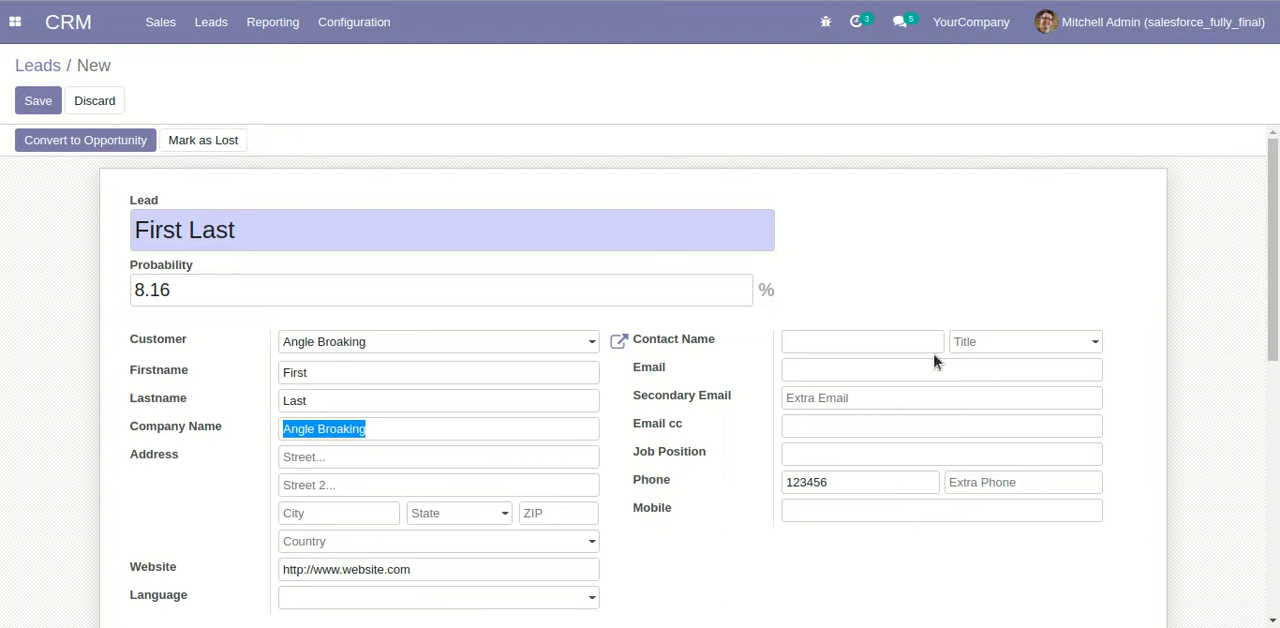 CRM Sales Leads Reporting Configuration 3 5 YourCompany Mitchell Admin (salesforce_fully_final)
Leads / New
Save Discard
Convert to Opportunity Mark as Lost
Lead
First Last
Probability
8.16 %
Customer Angle Broaking Contact Name Title
Firstname First Email
Lastname Last Secondary Email Extra Email
Company Name Angle Broaking Email cc
Address Street... Job Position
Street 2... Phone 123456 Extra Phone
City State ZIP Mobile
Country
Website http://www.website.com
Language